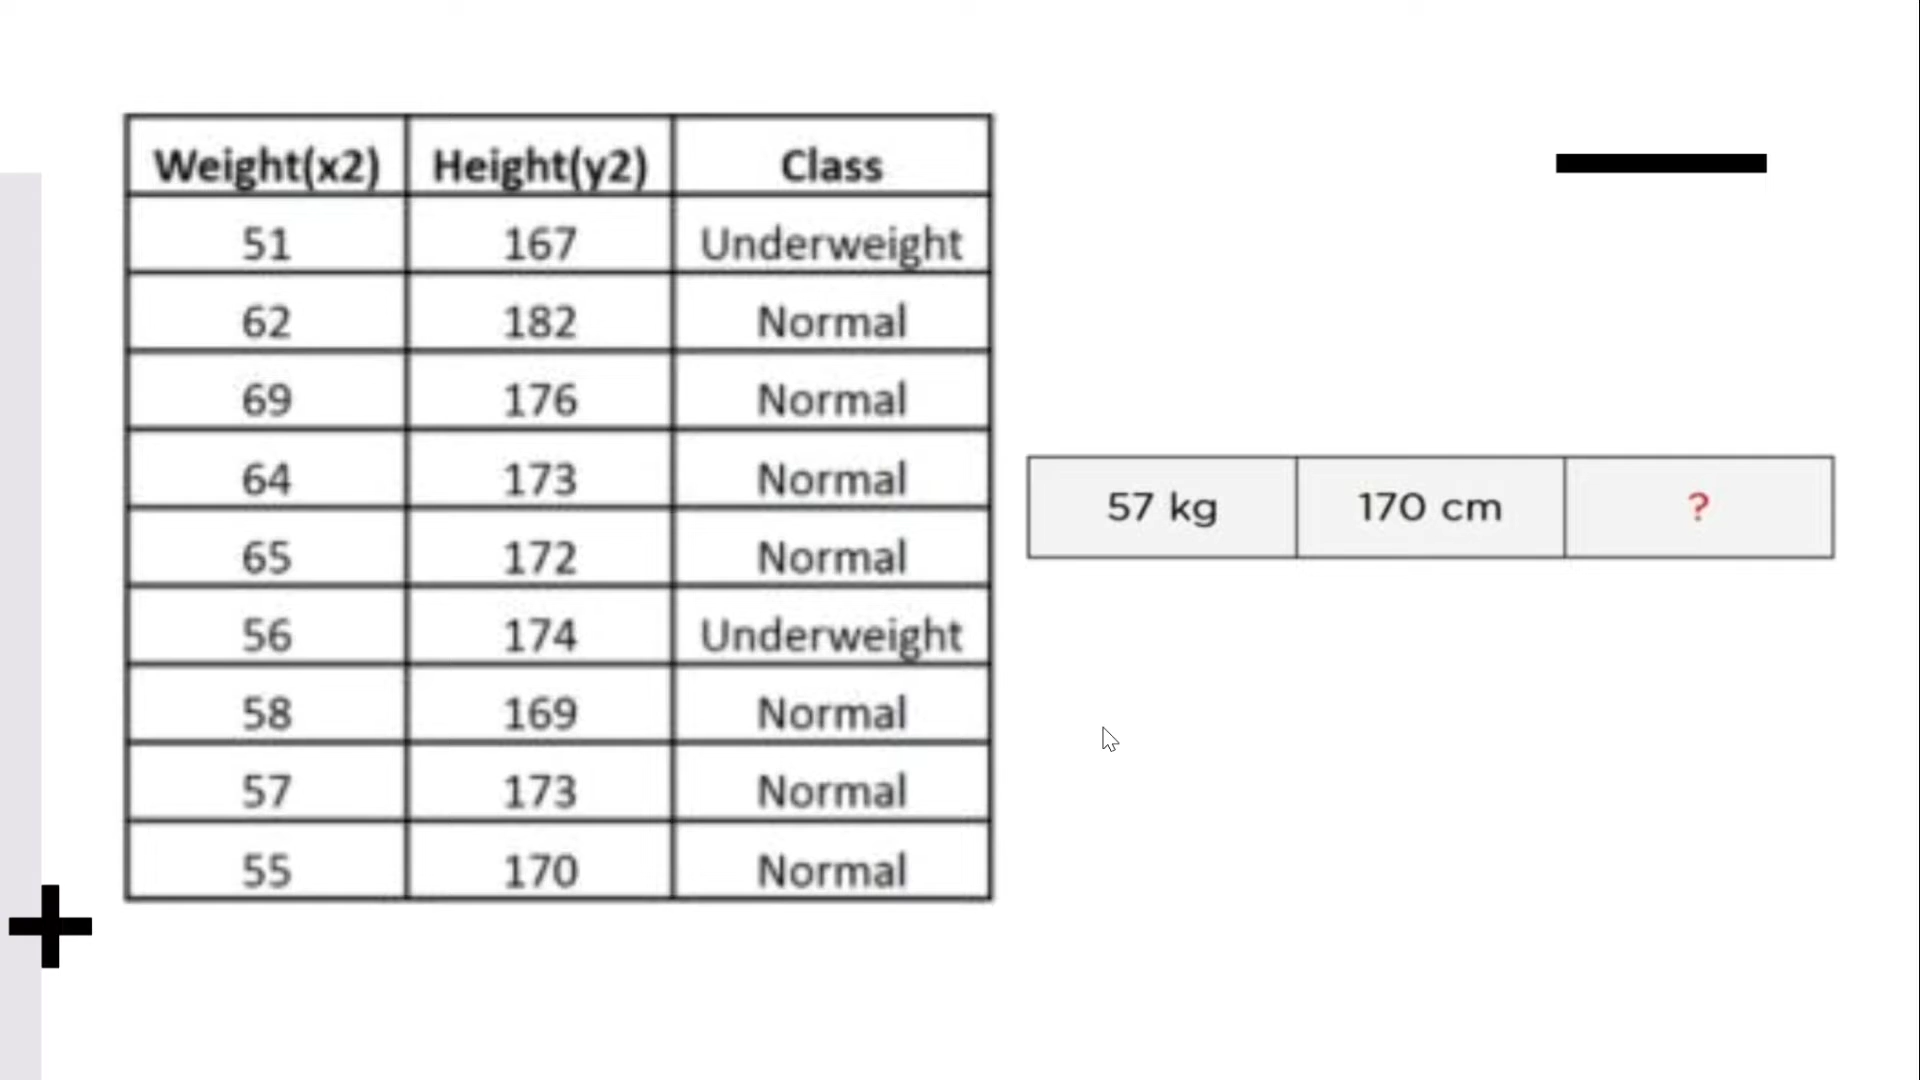 Weight(x2) Height(y2) Class
51 167 Underweight
62 182 Normal
69 176 Normal
64 173 Normal
65 172 Normal
56 174 Underweight
58 169 Normal
57 173 Normal
55 170 Normal
57 kg 170 cm ?